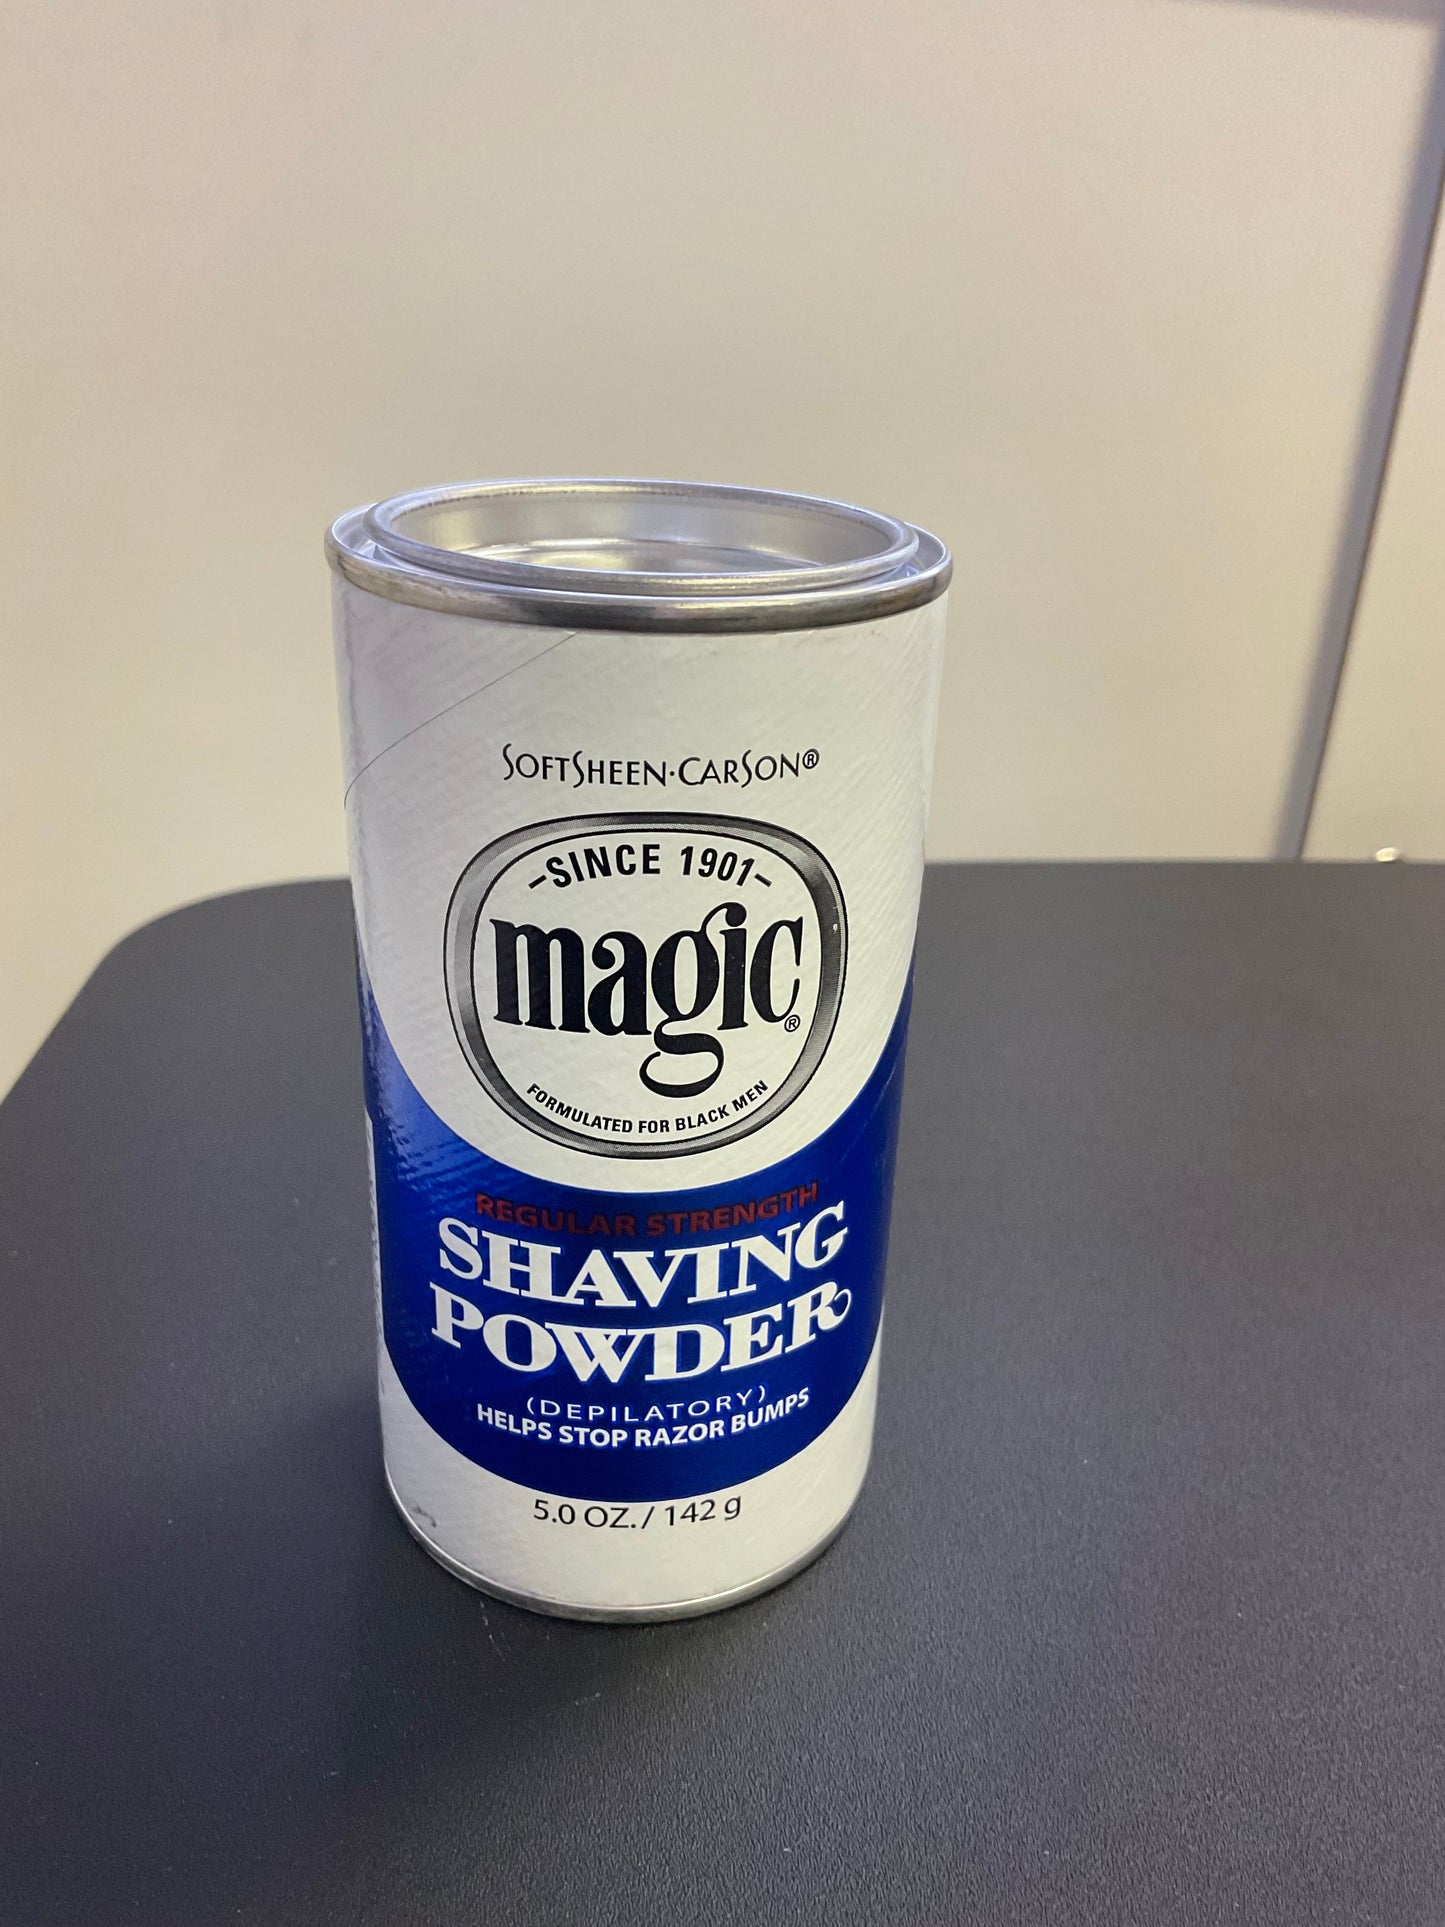 SOFTSHEEN·CARSON®
-SINCE 1901-
magic®
FORMULATED FOR BLACK MEN
REGULAR STRENGTH
SHAVING
POWDER
(DEPILATORY)
HELPS STOP RAZOR BUMPS
5.0 OZ./ 142 g